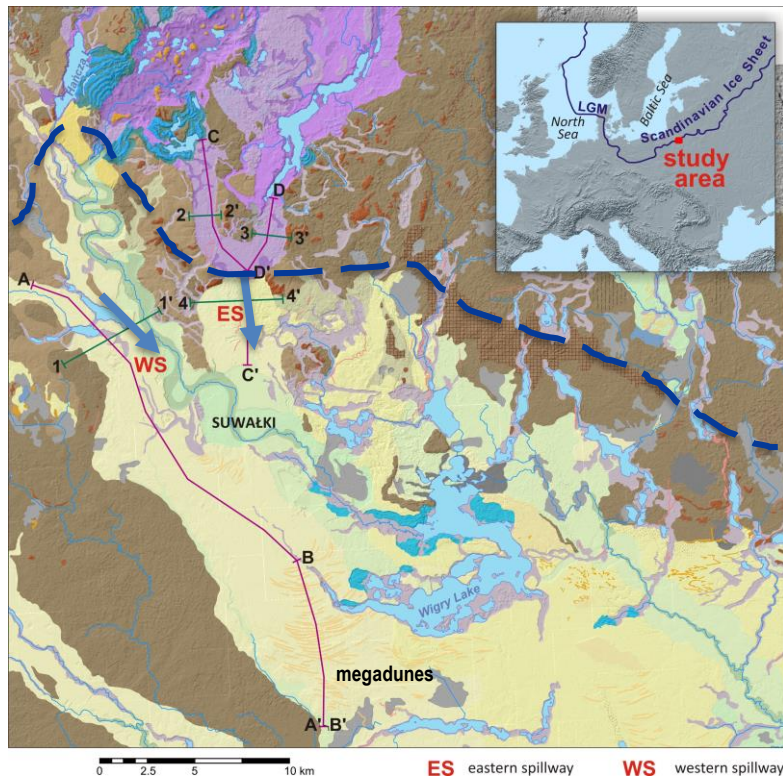 Hańcza L.
C
D
2
2'
3
3'
D'
A
1'
4
4'
ES
1
WS
C'
SUWAŁKI
B
Wigry Lake
megadunes
A'
B'
LGM
North
Sea
Baltic Sea
Scandinavian Ice Sheet
study
area
0 2.5 5 10 km
ES eastern spillway WS western spillway